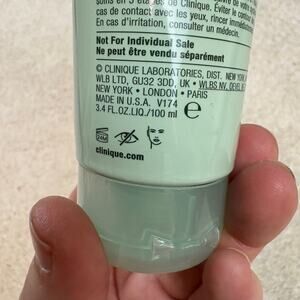 soins en 3 étapes de Clinique. Éviter le contour
cas de contact avec les yeux, rincer immédiatement
En cas d'irritation, consulter un médecin.
Not For Individual Sale
Ne peut être vendu séparément
© CLINIQUE LABORATORIES, DIST. NEW YORK, N
WLB LTD, GU32 3DD, UK • WLBS NV, DEVELO
NEW YORK • LONDON • PARIS
MADE IN U.S.A. V174
3.4 FL.OZ.LIQ./100 ml e
24M
clinique.com